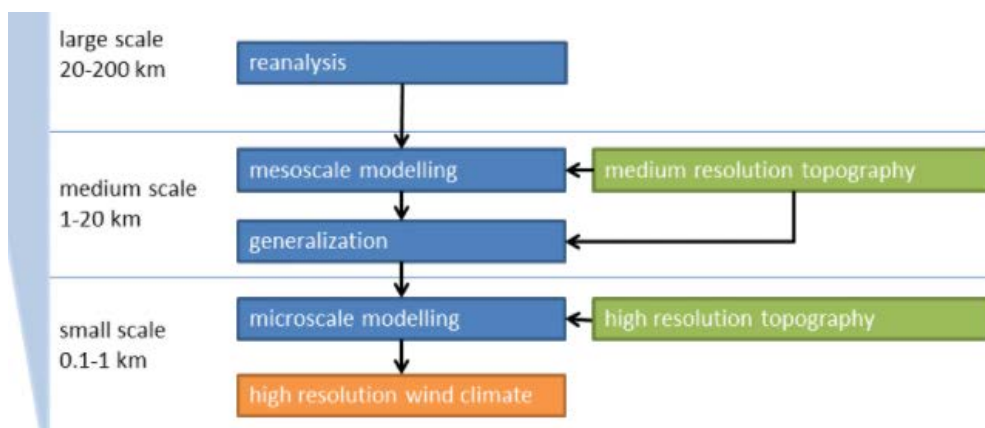 large scale
20-200 km
reanalysis
medium scale
1-20 km
mesoscale modelling
medium resolution topography
generalization
small scale
0.1-1 km
microscale modelling
high resolution topography
high resolution wind climate